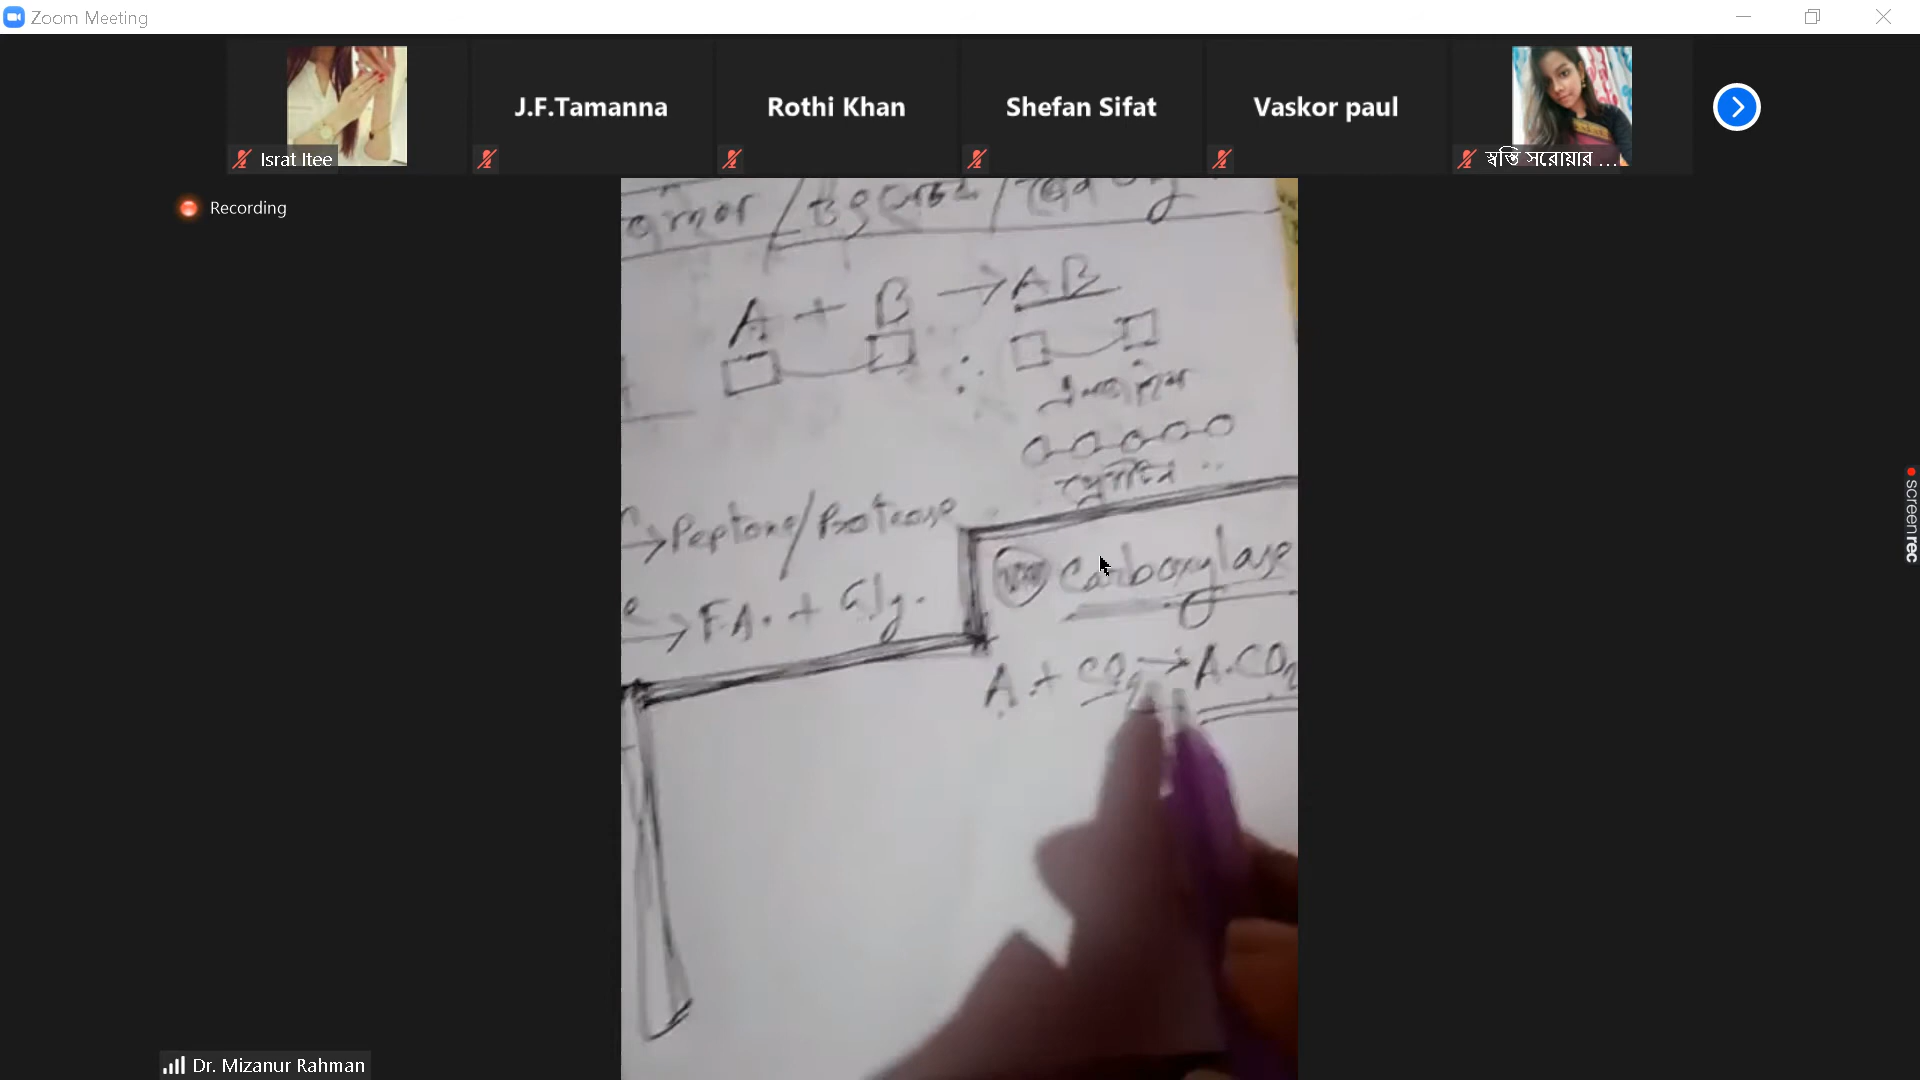 Zoom Meeting
J.F.Tamanna
Rothi Khan
Shefan Sifat
Vaskor paul
Israt Itee
স্বস্তি সরোয়ার ...
Recording
A + B → AB
প্রোটিন
→ Peptone/Protease
→ F.A. + Gly.
Carboxylase
A + CO2 → A.CO2
screenrec
Dr. Mizanur Rahman